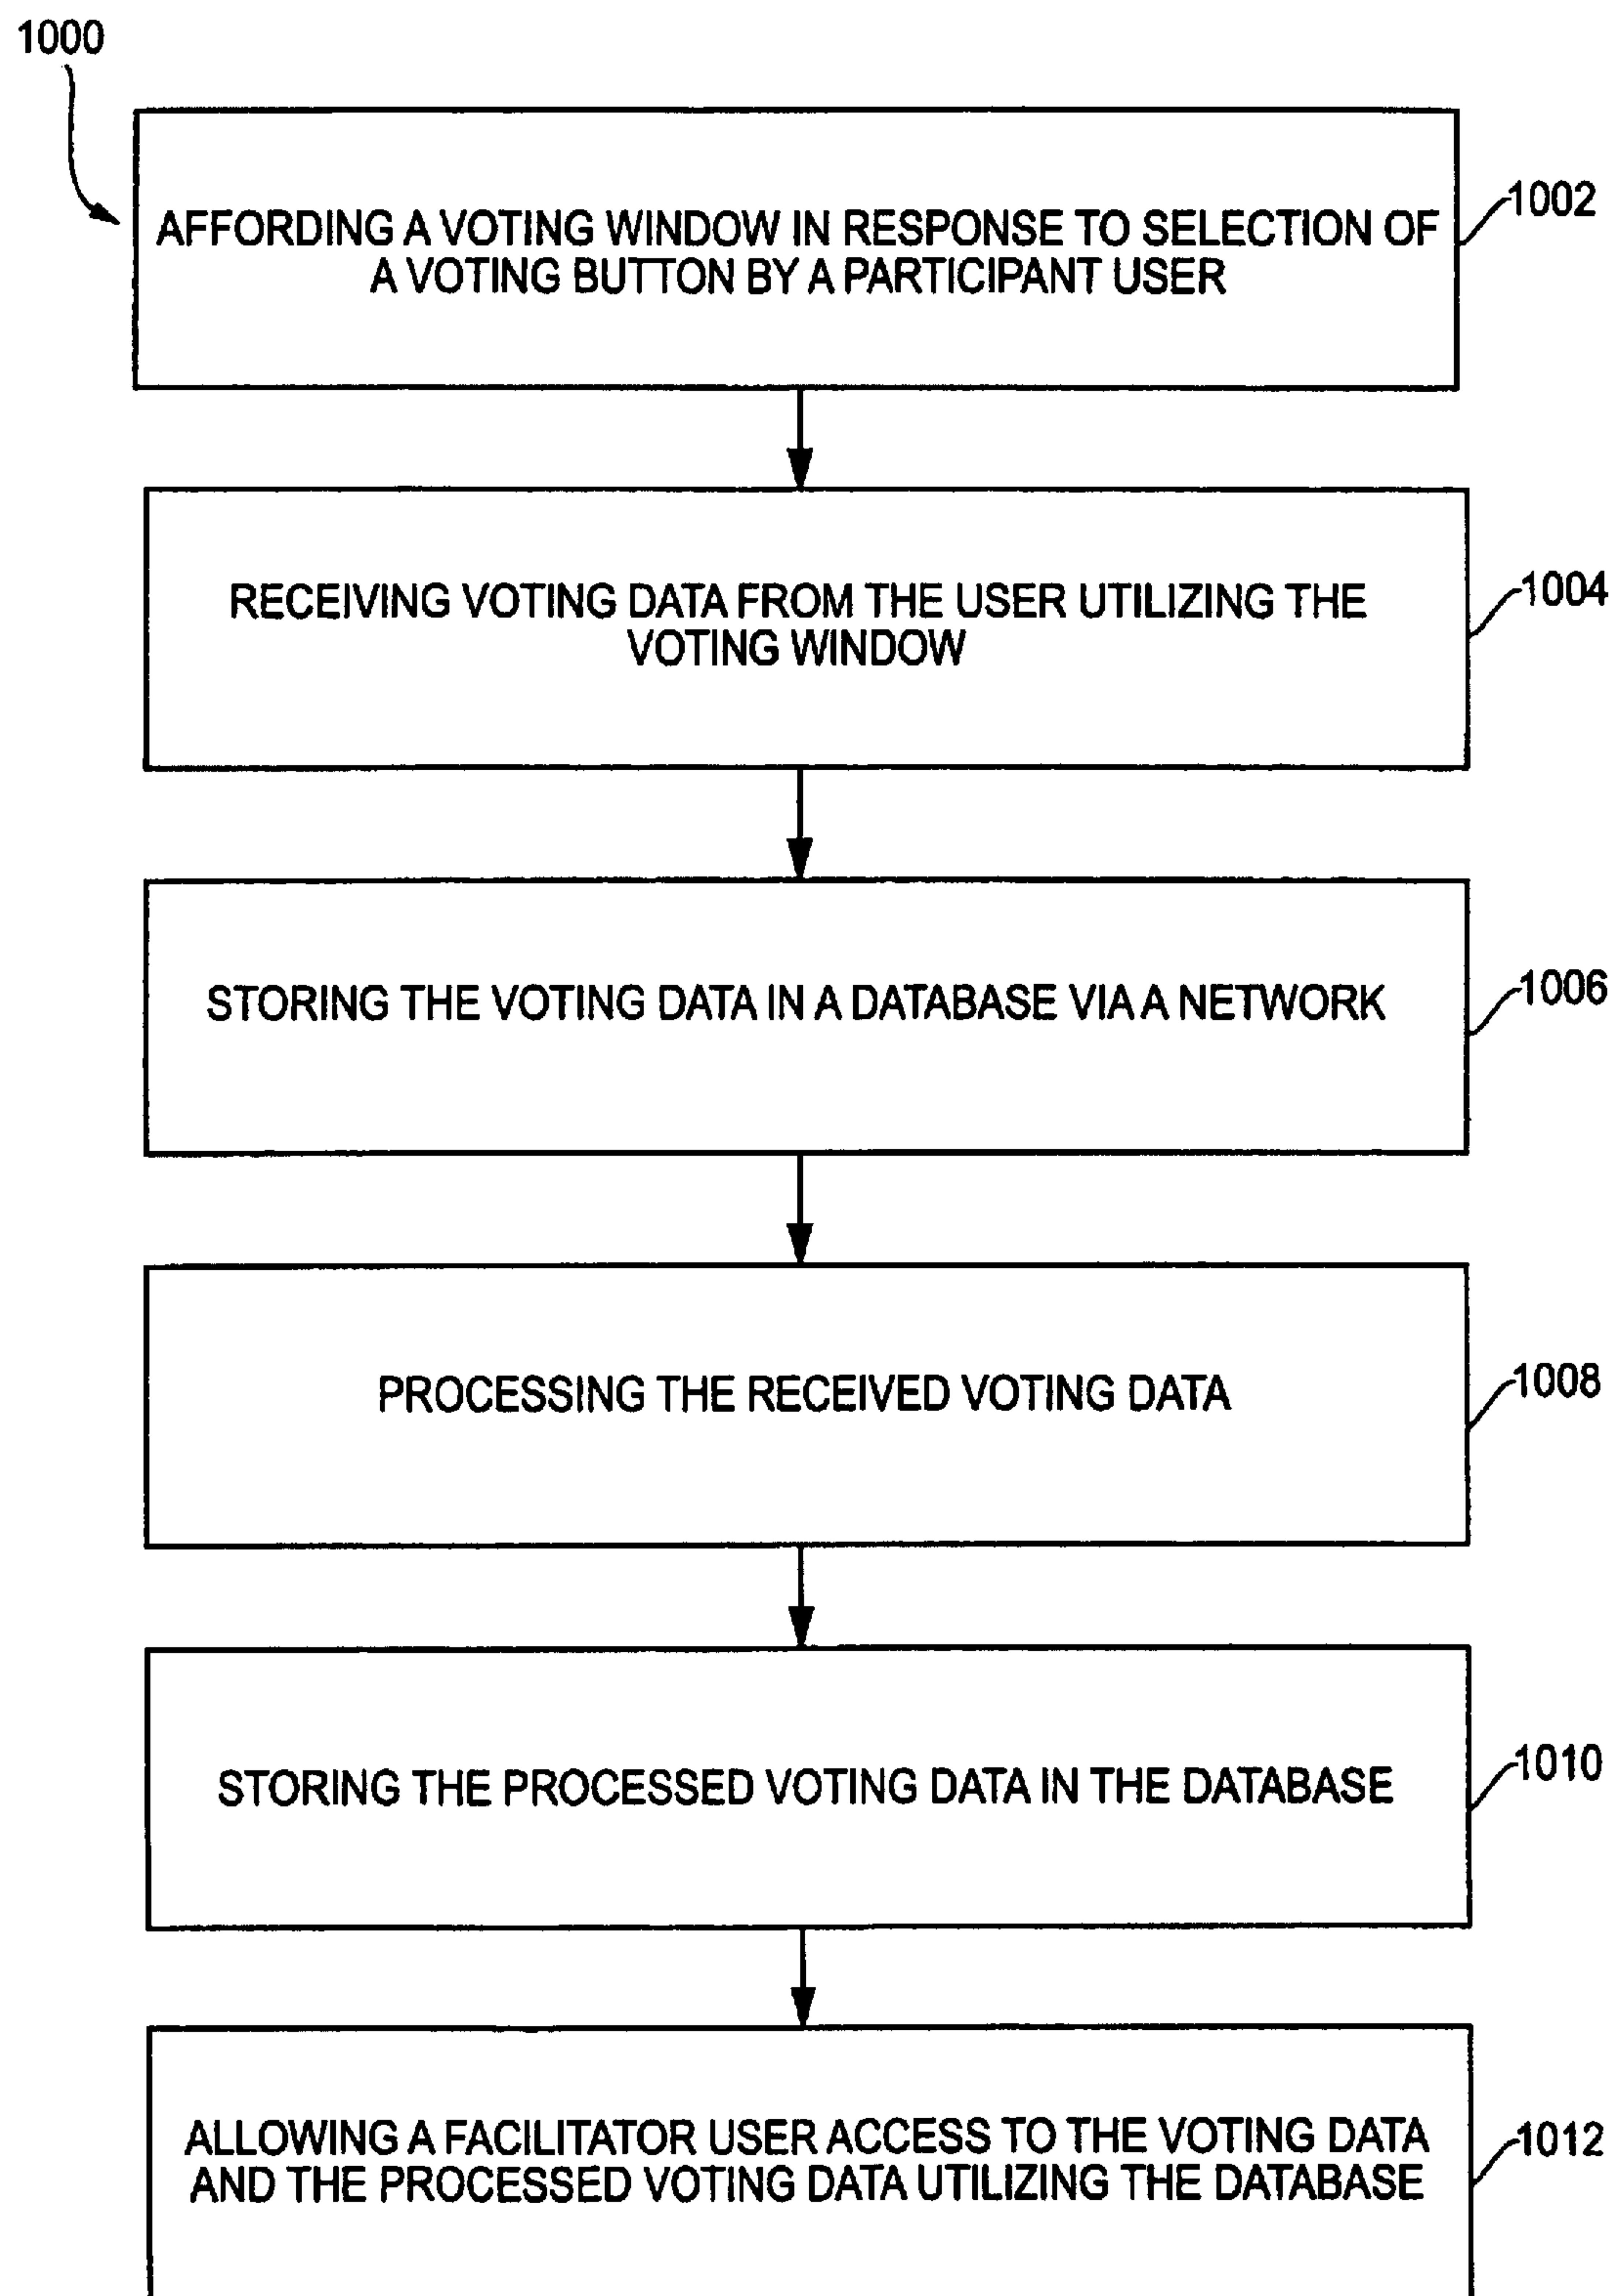 1000
AFFORDING A VOTING WINDOW IN RESPONSE TO SELECTION OF
A VOTING BUTTON BY A PARTICIPANT USER
1002
RECEIVING VOTING DATA FROM THE USER UTILIZING THE
VOTING WINDOW
1004
STORING THE VOTING DATA IN A DATABASE VIA A NETWORK
1006
PROCESSING THE RECEIVED VOTING DATA
1008
STORING THE PROCESSED VOTING DATA IN THE DATABASE
1010
ALLOWING A FACILITATOR USER ACCESS TO THE VOTING DATA
AND THE PROCESSED VOTING DATA UTILIZING THE DATABASE
1012